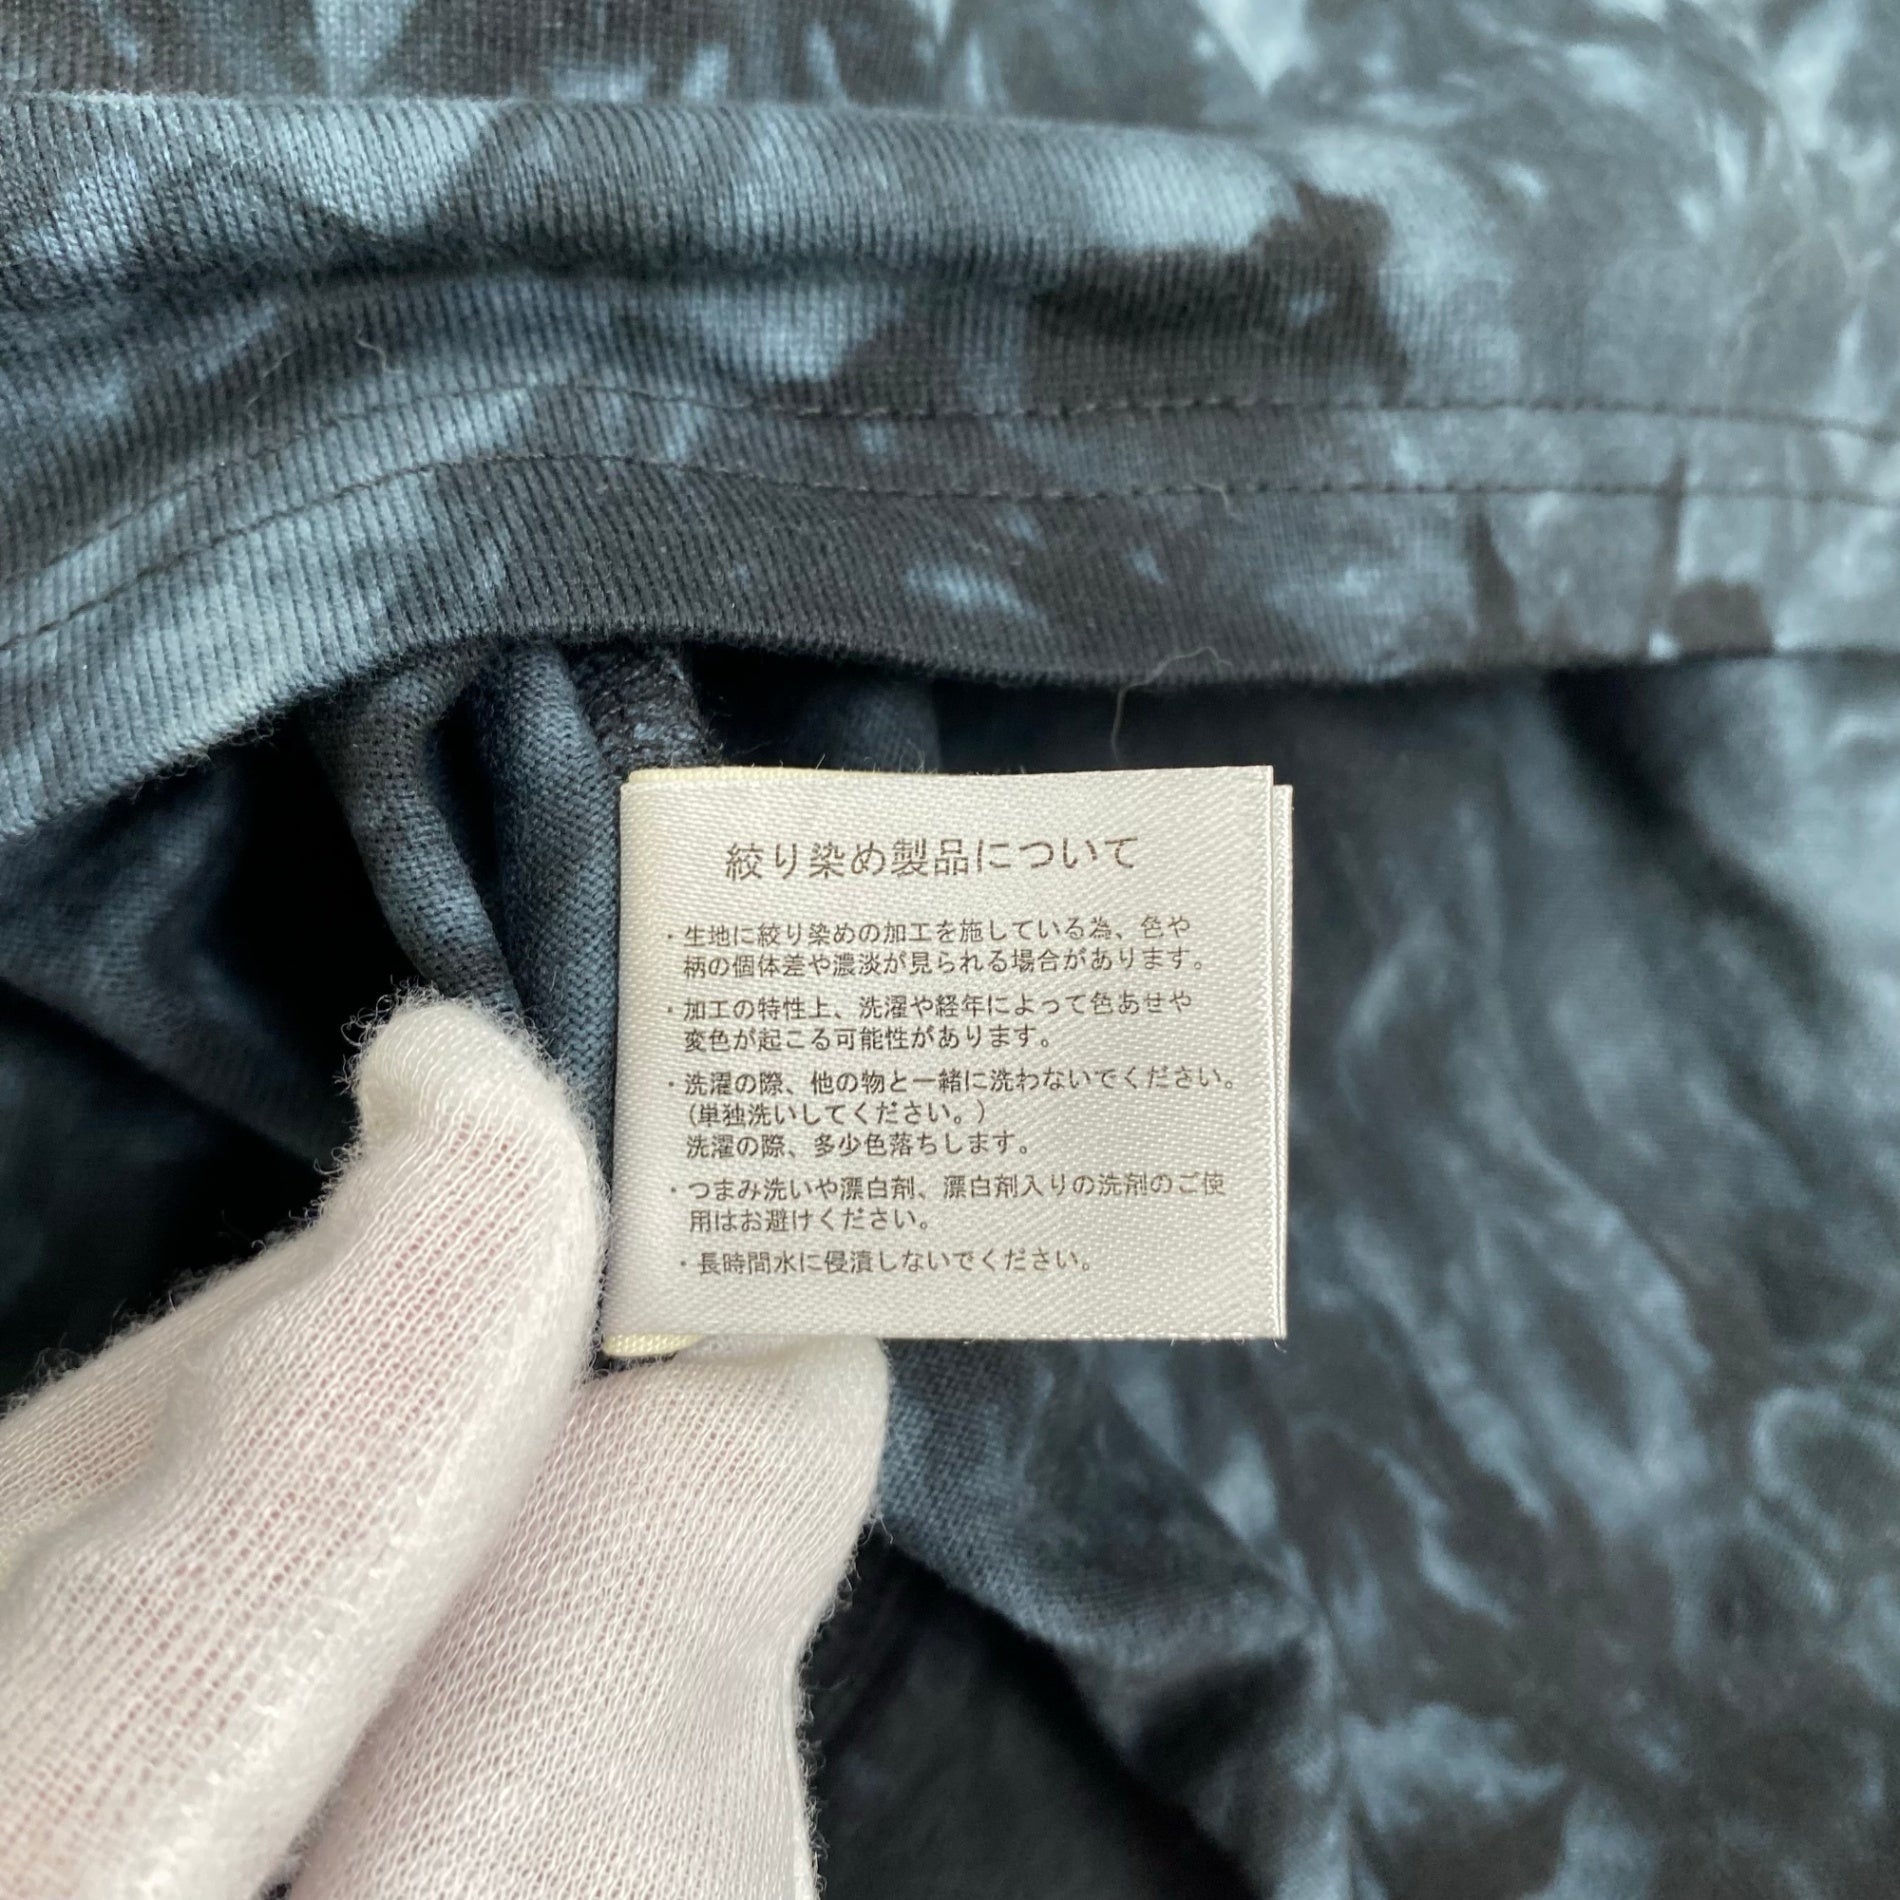 絞り染め製品について
・生地に絞り染めの加工を施している為、色や
柄の個体差や濃淡が見られる場合があります。
・加工の特性上、洗濯や経年によって色あせや
変色が起こる可能性があります。
・洗濯の際、他の物と一緒に洗わないでください。
(単独洗いしてください。)
洗濯の際、多少色落ちします。
・つまみ洗いや漂白剤、漂白剤入りの洗剤のご使
用はお避けください。
・長時間水に侵漬しないでください。